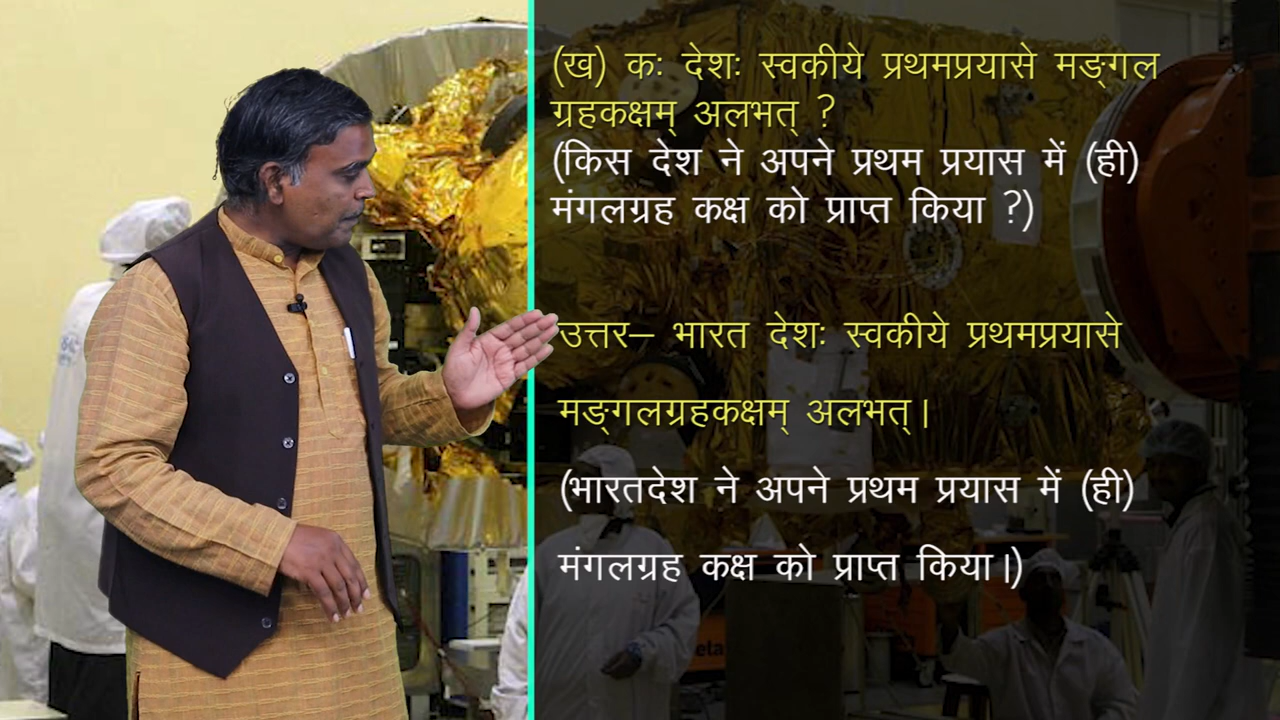 (ख) कः देशः स्वकीये प्रथमप्रयासे मङ्गल
ग्रहकक्षम् अलभत् ?
(किस देश ने अपने प्रथम प्रयास में (ही)
मंगलग्रह कक्ष को प्राप्त किया ?)
उत्तर– भारत देशः स्वकीये प्रथमप्रयासे
मङ्गलग्रहकक्षम् अलभत्।
(भारतदेश ने अपने प्रथम प्रयास में (ही)
मंगलग्रह कक्ष को प्राप्त किया।)